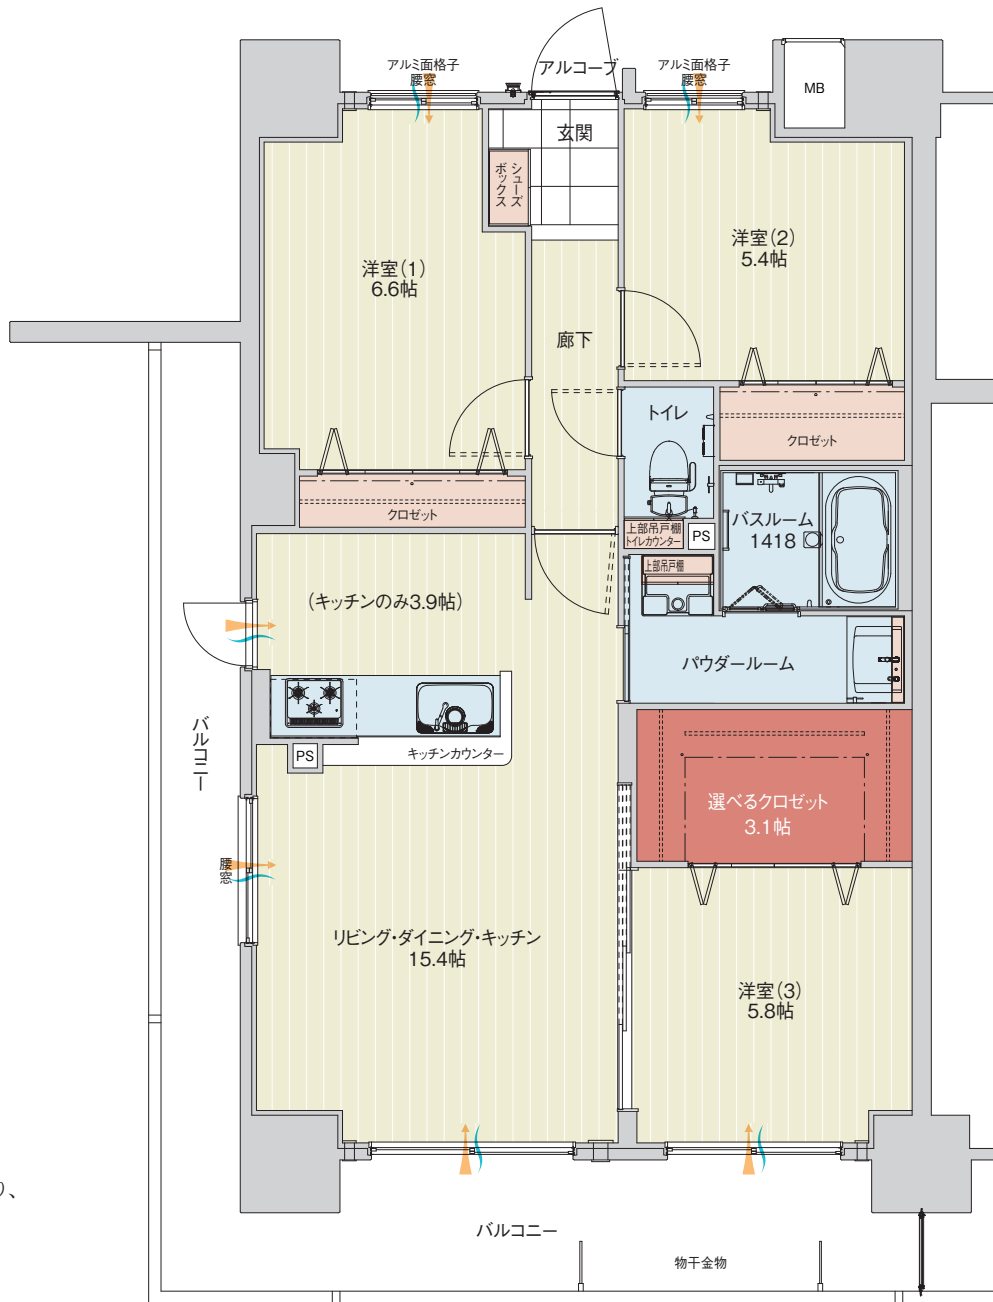 アルミ面格子
腰窓
アルコーブ
アルミ面格子
腰窓
MB
玄関
シューズ
ボックス
洋室(1)
6.6帖
洋室(2)
5.4帖
廊下
トイレ
クロゼット
クロゼット
上部吊戸棚
トイレカウンター
PS
バスルーム
1418
上部吊戸棚
(キッチンのみ3.9帖)
パウダールーム
バルコニー
PS
キッチンカウンター
選べるクロゼット
3.1帖
腰窓
リビング・ダイニング・キッチン
15.4帖
洋室(3)
5.8帖
り、
バルコニー
物干金物